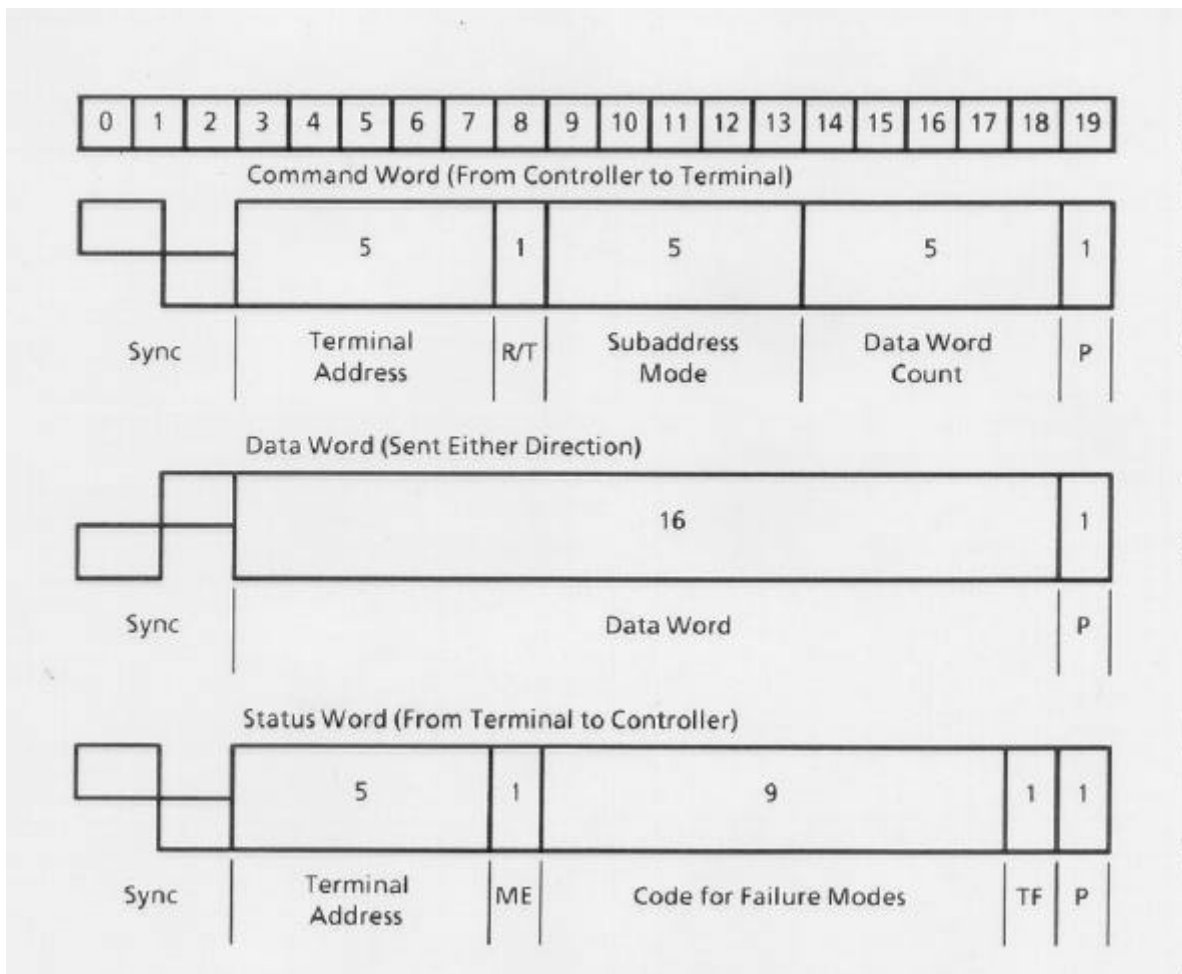 0 1 2 3 4 5 6 7 8 9 10 11 12 13 14 15 16 17 18 19
Command Word (From Controller to Terminal)
5 1 5 5 1
Sync Terminal Address R/T Subaddress Mode Data Word Count P
Data Word (Sent Either Direction)
16 1
Sync Data Word P
Status Word (From Terminal to Controller)
5 1 9 1 1
Sync Terminal Address ME Code for Failure Modes TF P